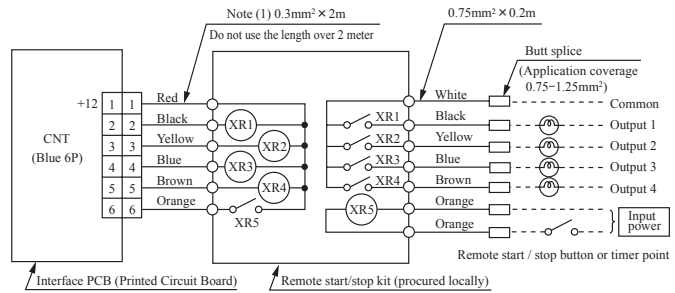 Note (1) 0.3mm² × 2m
0.75mm² × 0.2m
Do not use the length over 2 meter
Butt splice
(Application coverage
0.75−1.25mm²)
+12 1 1 Red
2 2 Black
3 3 Yellow
4 4 Blue
5 5 Brown
6 6 Orange
CNT
(Blue 6P)
XR1
XR2
XR3
XR4
XR5
XR1
XR2
XR3
XR4
XR5
White
Common
Black
Output 1
Yellow
Output 2
Blue
Output 3
Brown
Output 4
Orange
Orange
Input
power
Remote start / stop button or timer point
Interface PCB (Printed Circuit Board)
Remote start/stop kit (procured locally)